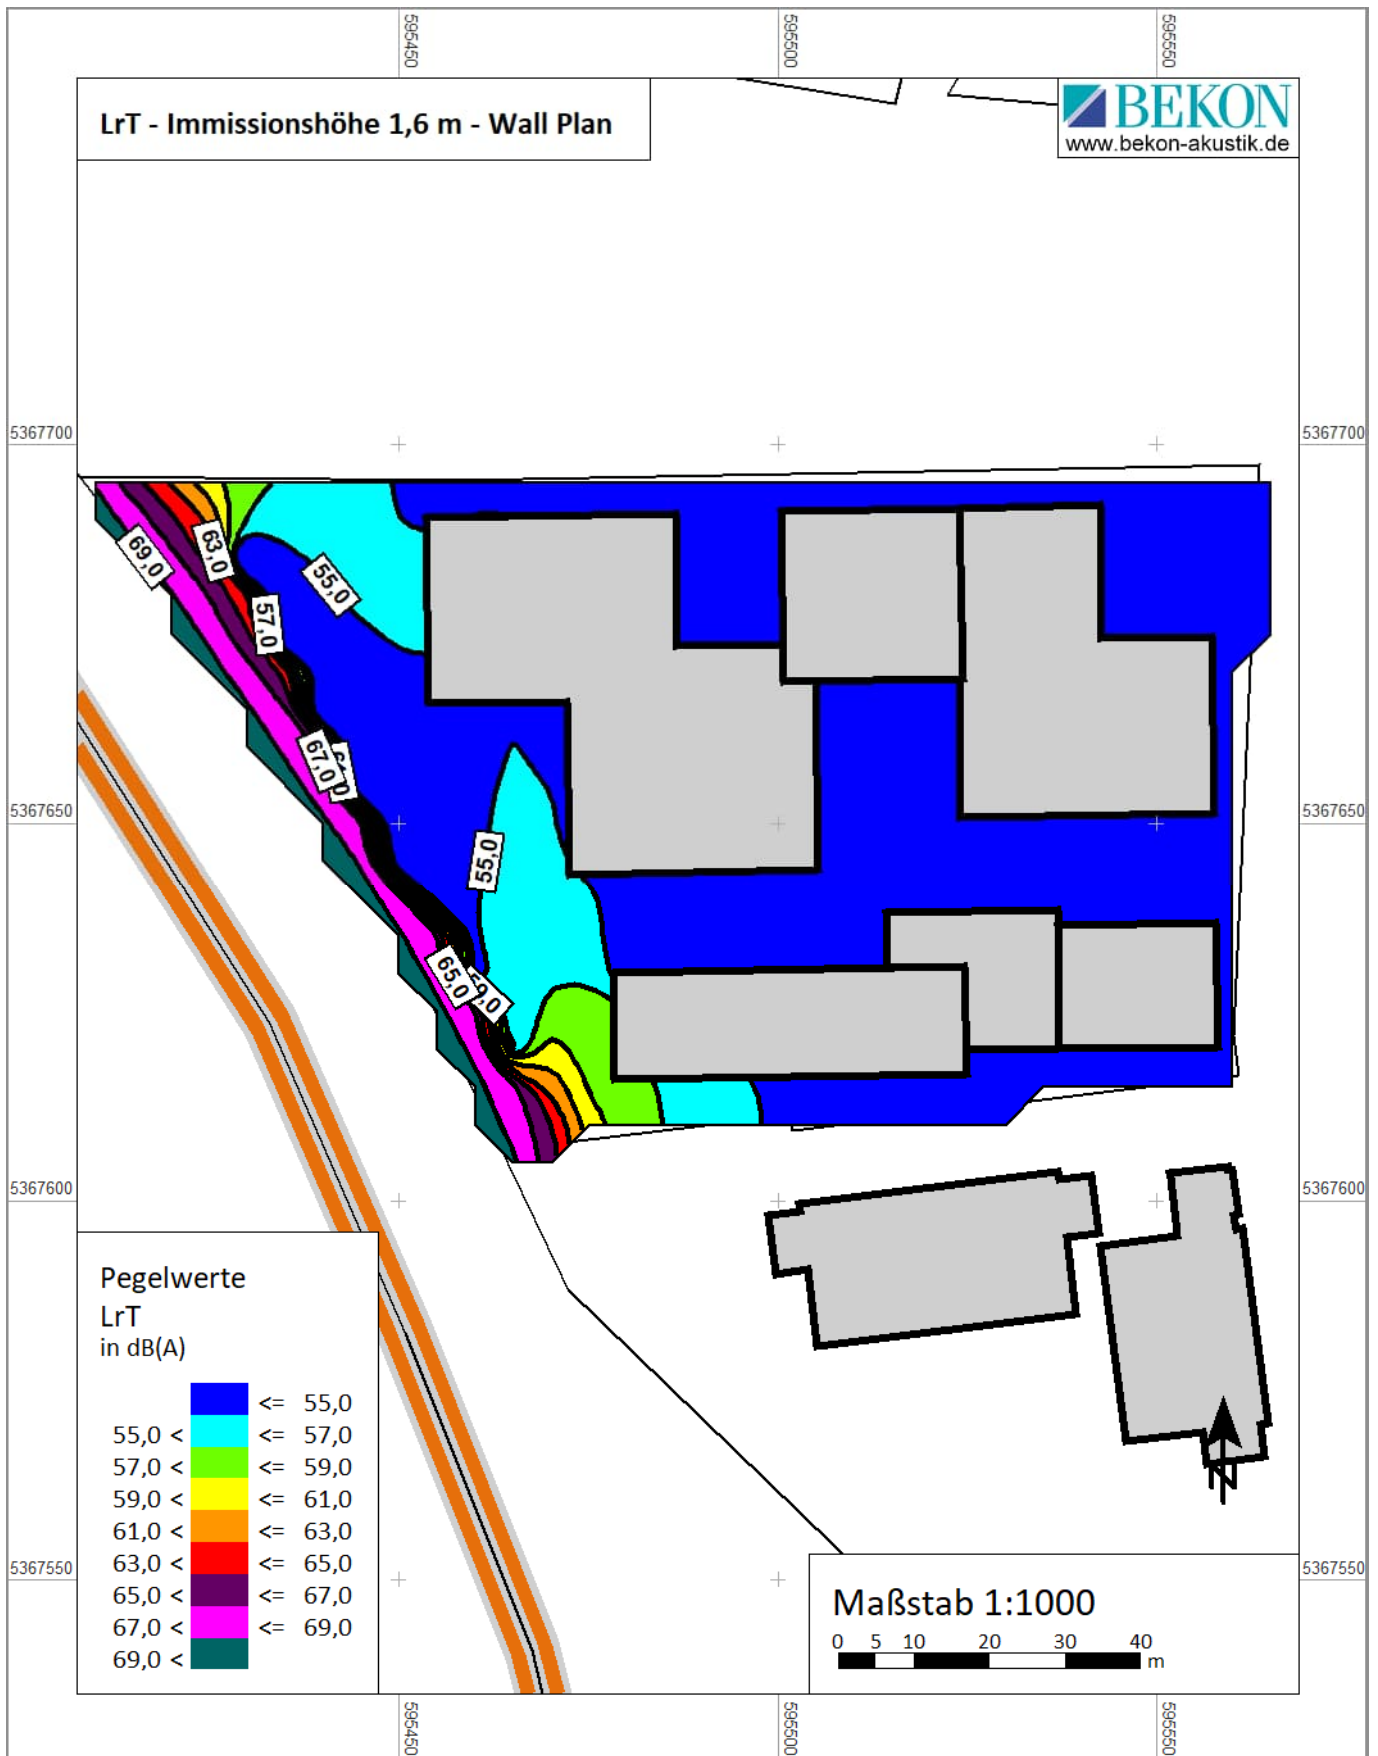 595450 595500 595550
LrT - Immissionshöhe 1,6 m - Wall Plan
BEKON
www.bekon-akustik.de
5367700 5367700
69,0
63,0
55,0
57,0
67,0
5367650 5367650
55,0
65,0
5367600 5367600
Pegelwerte
LrT
in dB(A)
<= 55,0
55,0 < <= 57,0
57,0 < <= 59,0
59,0 < <= 61,0
61,0 < <= 63,0
63,0 < <= 65,0
65,0 < <= 67,0
67,0 < <= 69,0
69,0 <
N
5367550 5367550
Maßstab 1:1000
0 5 10 20 30 40
m
595450 595500 595550